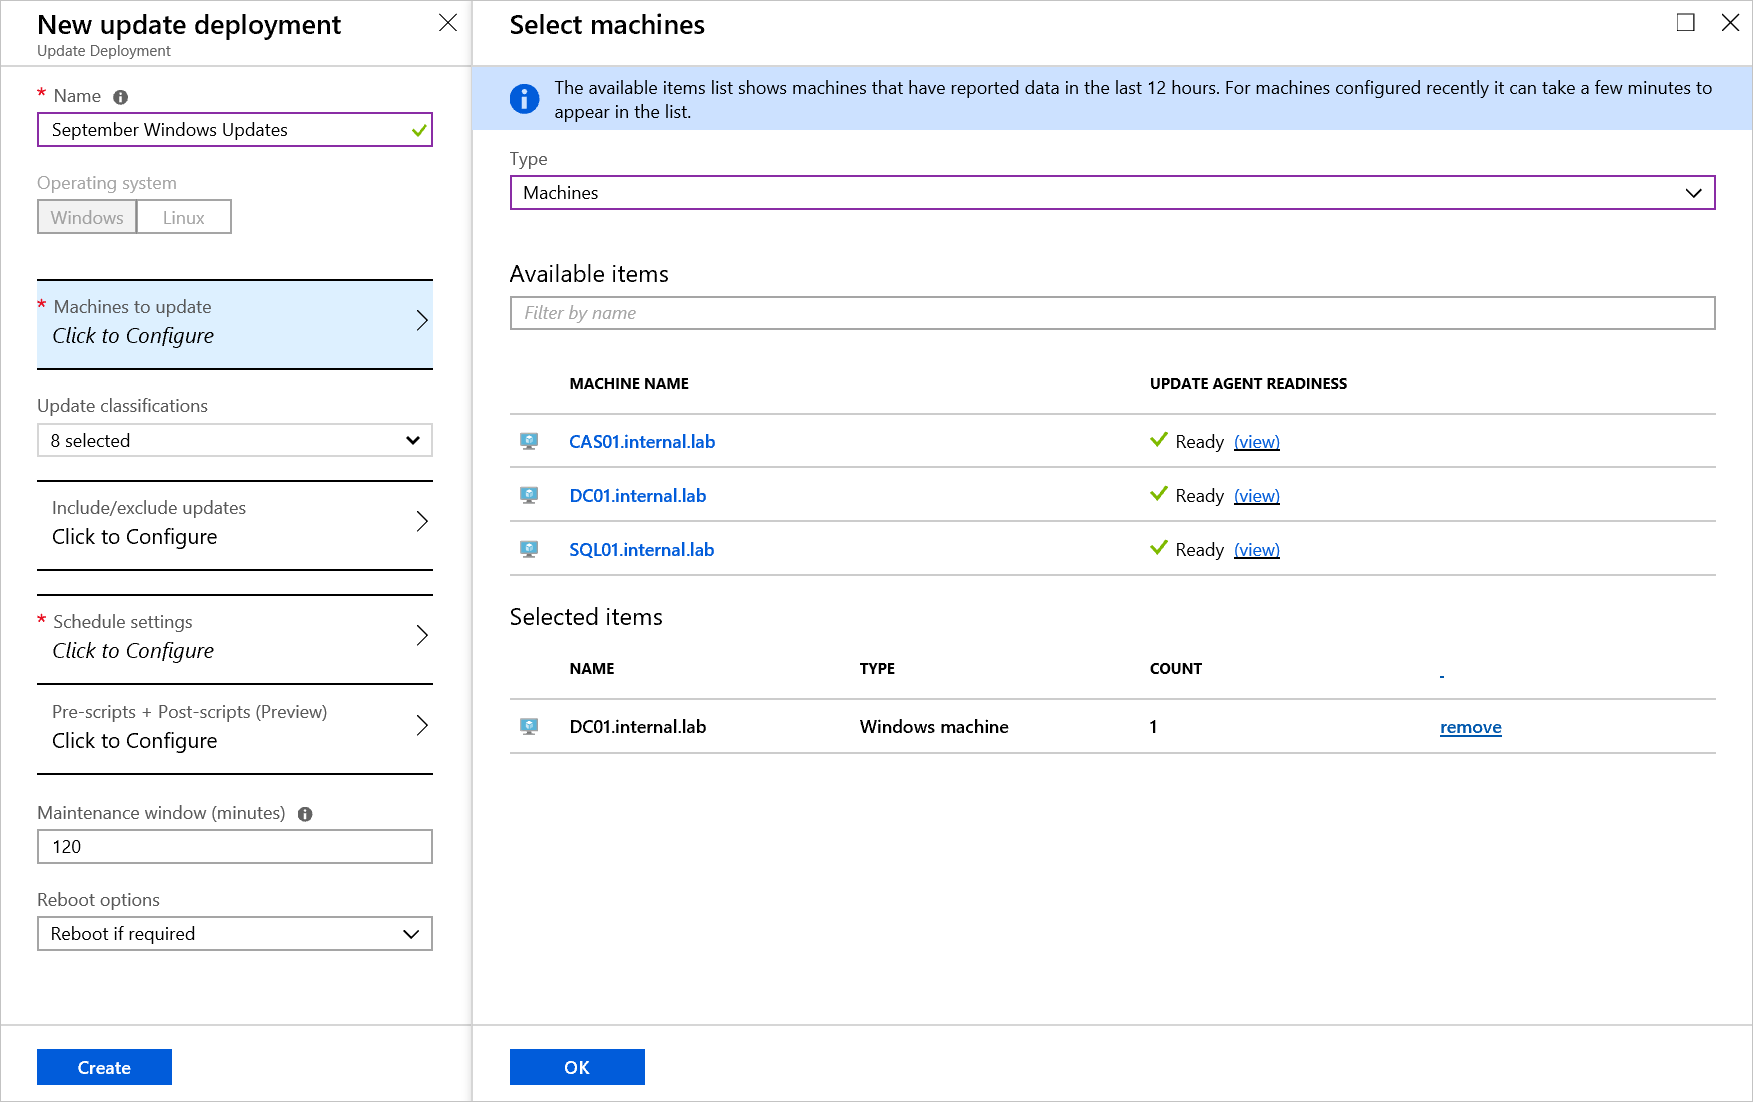 New update deployment
Update Deployment
* Name
September Windows Updates
Operating system
Windows Linux
* Machines to update
Click to Configure
Update classifications
8 selected
Include/exclude updates
Click to Configure
* Schedule settings
Click to Configure
Pre-scripts + Post-scripts (Preview)
Click to Configure
Maintenance window (minutes)
120
Reboot options
Reboot if required
Create
Select machines
The available items list shows machines that have reported data in the last 12 hours. For machines configured recently it can take a few minutes to
appear in the list.
Type
Machines
Available items
Filter by name
MACHINE NAME UPDATE AGENT READINESS
CAS01.internal.lab Ready (view)
DC01.internal.lab Ready (view)
SQL01.internal.lab Ready (view)
Selected items
NAME TYPE COUNT -
DC01.internal.lab Windows machine 1 remove
OK